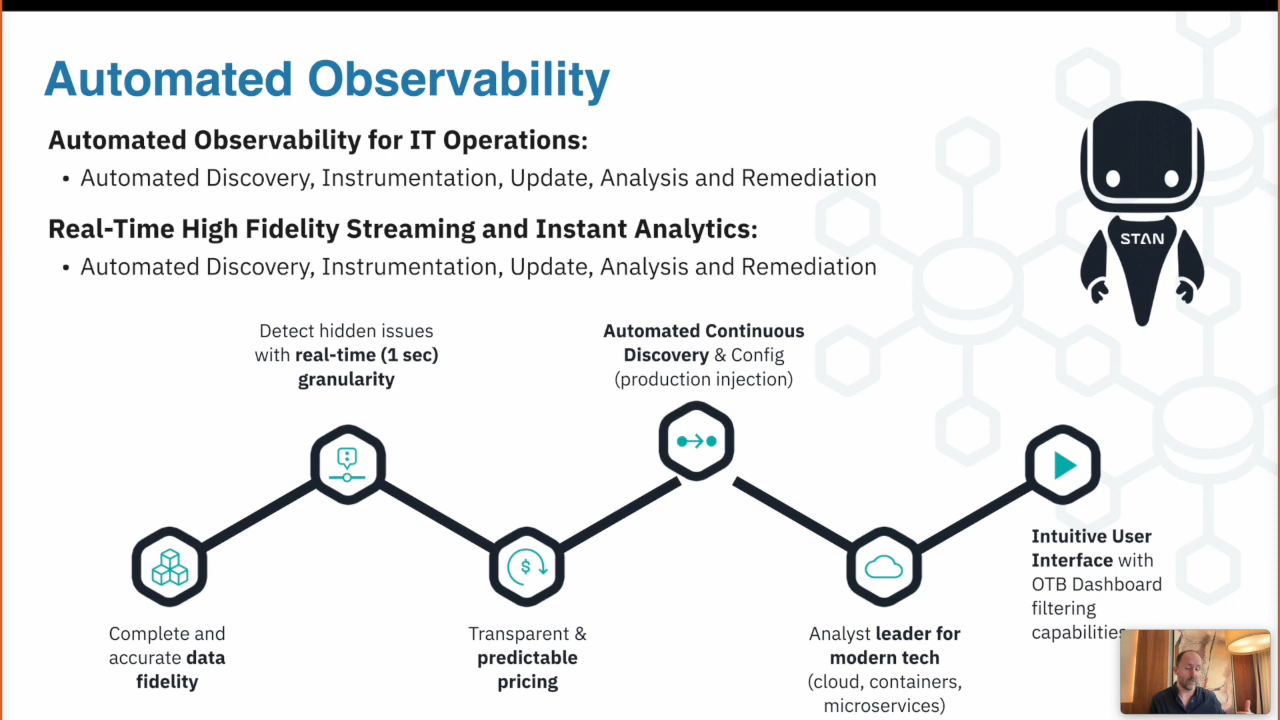 Automated Observability
Automated Observability for IT Operations:
• Automated Discovery, Instrumentation, Update, Analysis and Remediation
Real-Time High Fidelity Streaming and Instant Analytics:
• Automated Discovery, Instrumentation, Update, Analysis and Remediation
STAN
Detect hidden issues
with real-time (1 sec)
granularity
Automated Continuous
Discovery & Config
(production injection)
$
Complete and
accurate data
fidelity
Transparent &
predictable
pricing
Analyst leader for
modern tech
(cloud, containers,
microservices)
Intuitive User
Interface with
OTB Dashboard
filtering
capabilities